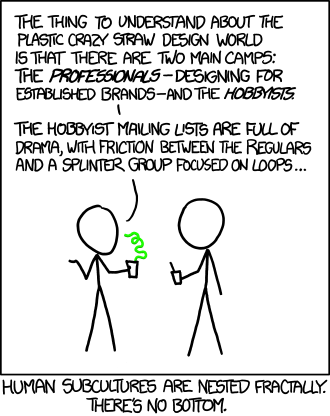 THE THING TO UNDERSTAND ABOUT THE
PLASTIC CRAZY STRAW DESIGN WORLD
IS THAT THERE ARE TWO MAIN CAMPS:
THE PROFESSIONALS—DESIGNING FOR
ESTABLISHED BRANDS—AND THE HOBBYISTS.
THE HOBBYIST MAILING LISTS ARE FULL OF
DRAMA, WITH FRICTION BETWEEN THE REGULARS
AND A SPLINTER GROUP FOCUSED ON LOOPS...
HUMAN SUBCULTURES ARE NESTED FRACTALLY.
THERE'S NO BOTTOM.